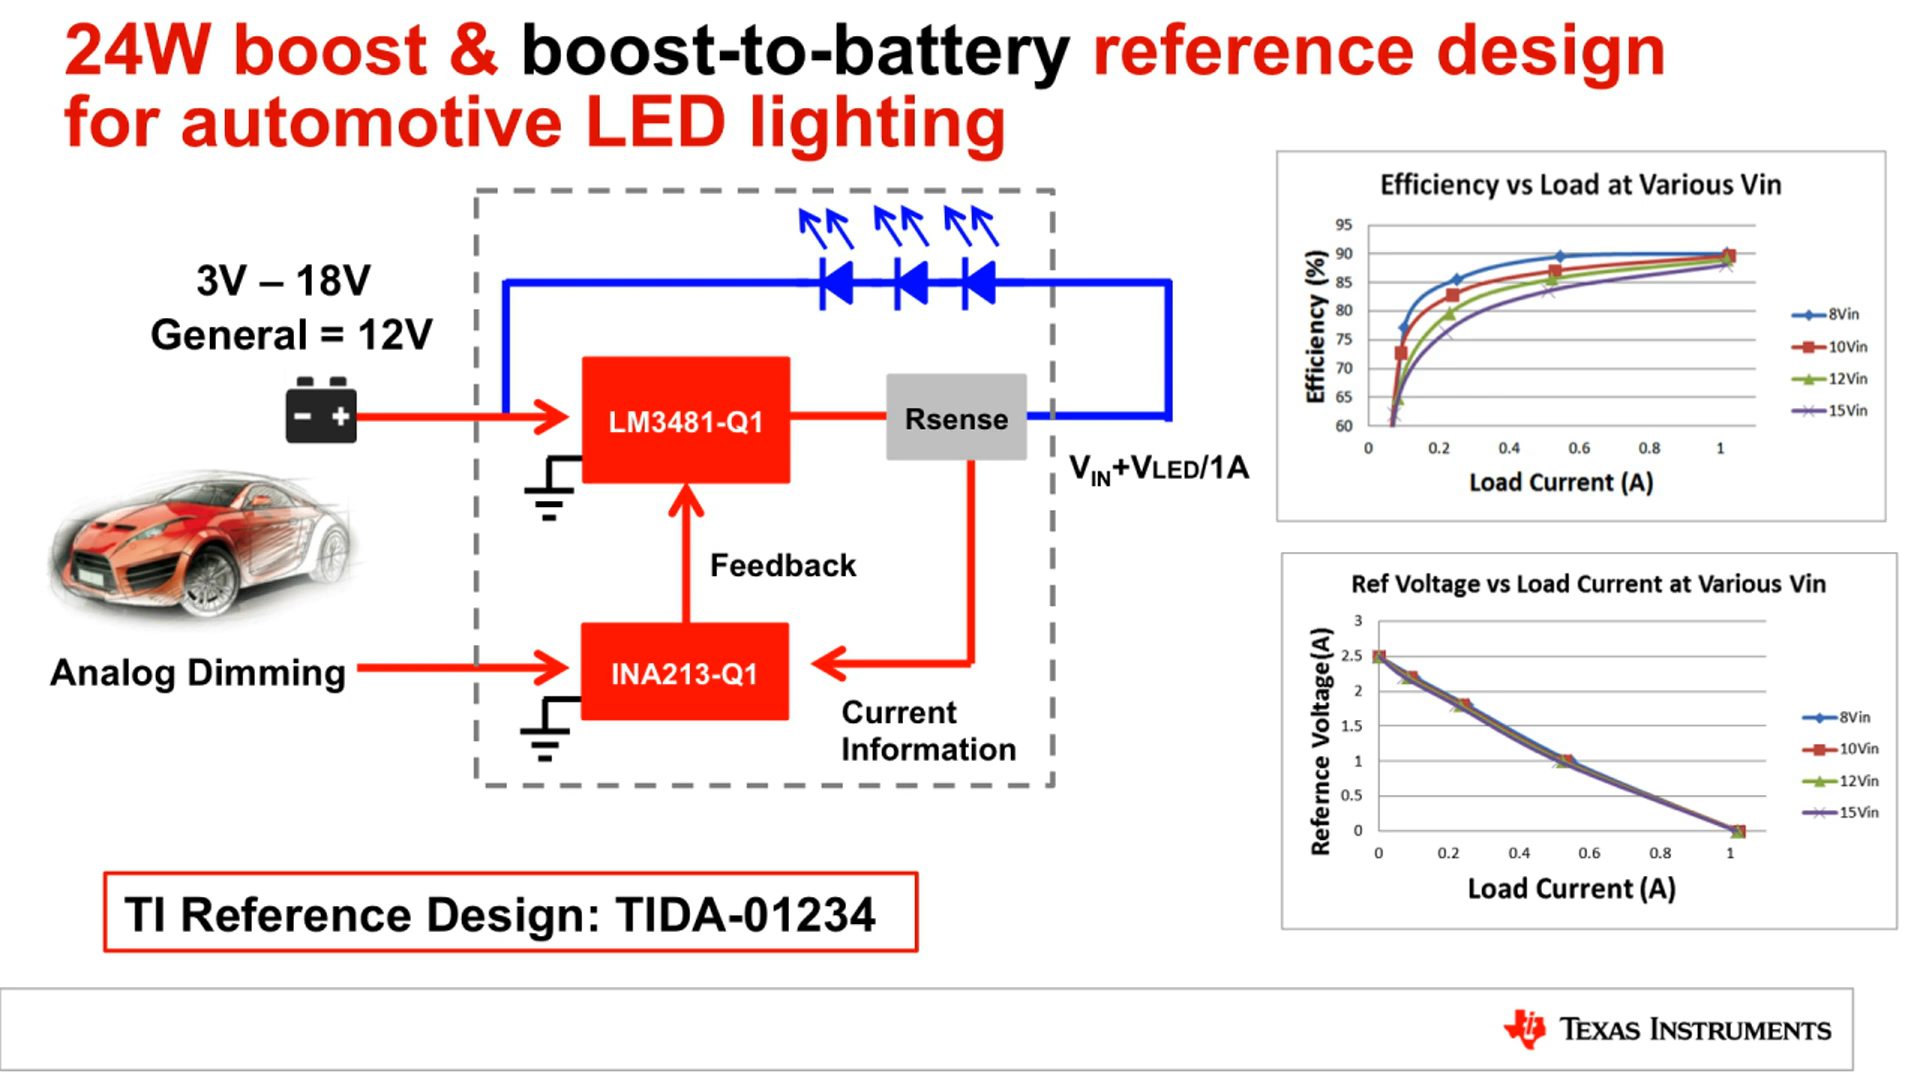 24W boost & boost-to-battery reference design
for automotive LED lighting
3V – 18V
General = 12V
- +
LM3481-Q1
Rsense
VIN+VLED/1A
Feedback
Analog Dimming
INA213-Q1
Current
Information
TI Reference Design: TIDA-01234
Efficiency vs Load at Various Vin
Efficiency (%)
95
90
85
80
75
70
65
60
0 0.2 0.4 0.6 0.8 1
Load Current (A)
8Vin
10Vin
12Vin
15Vin
Ref Voltage vs Load Current at Various Vin
Refernce Voltage(A)
3
2.5
2
1.5
1
0.5
0
0 0.2 0.4 0.6 0.8 1
Load Current (A)
8Vin
10Vin
12Vin
15Vin
TEXAS INSTRUMENTS